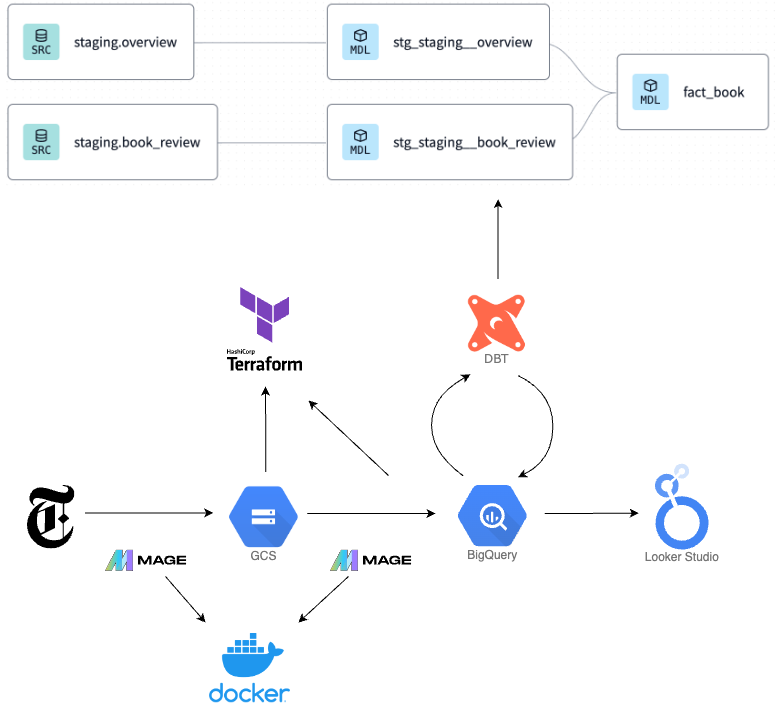 SRC
staging.overview
MDL
stg_staging__overview
MDL
fact_book
SRC
staging.book_review
MDL
stg_staging__book_review
HashiCorp
Terraform
DBT
T
GCS
BigQuery
Looker Studio
MAGE
MAGE
docker